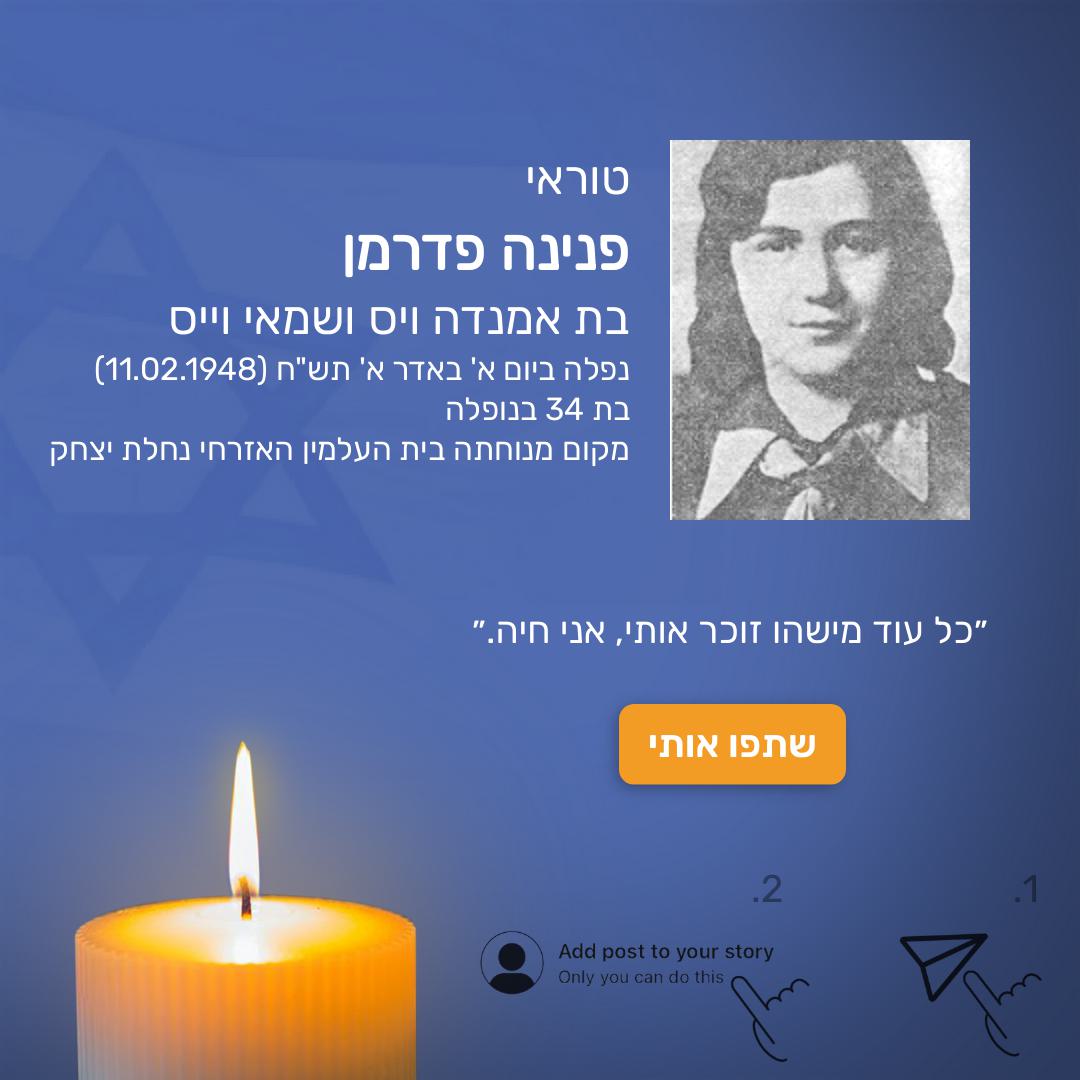 טוראי
פנינה פדרמן
בת אמנדה ויס ושמאי וייס
נפלה ביום א' באדר א' תש"ח (11.02.1948)
בת 34 בנופלה
מקום מנוחתה בית העלמין האזרחי נחלת יצחק
"כל עוד מישהו זוכר אותי, אני חיה."
שתפו אותי
.1
.2
Add post to your story
Only you can do this